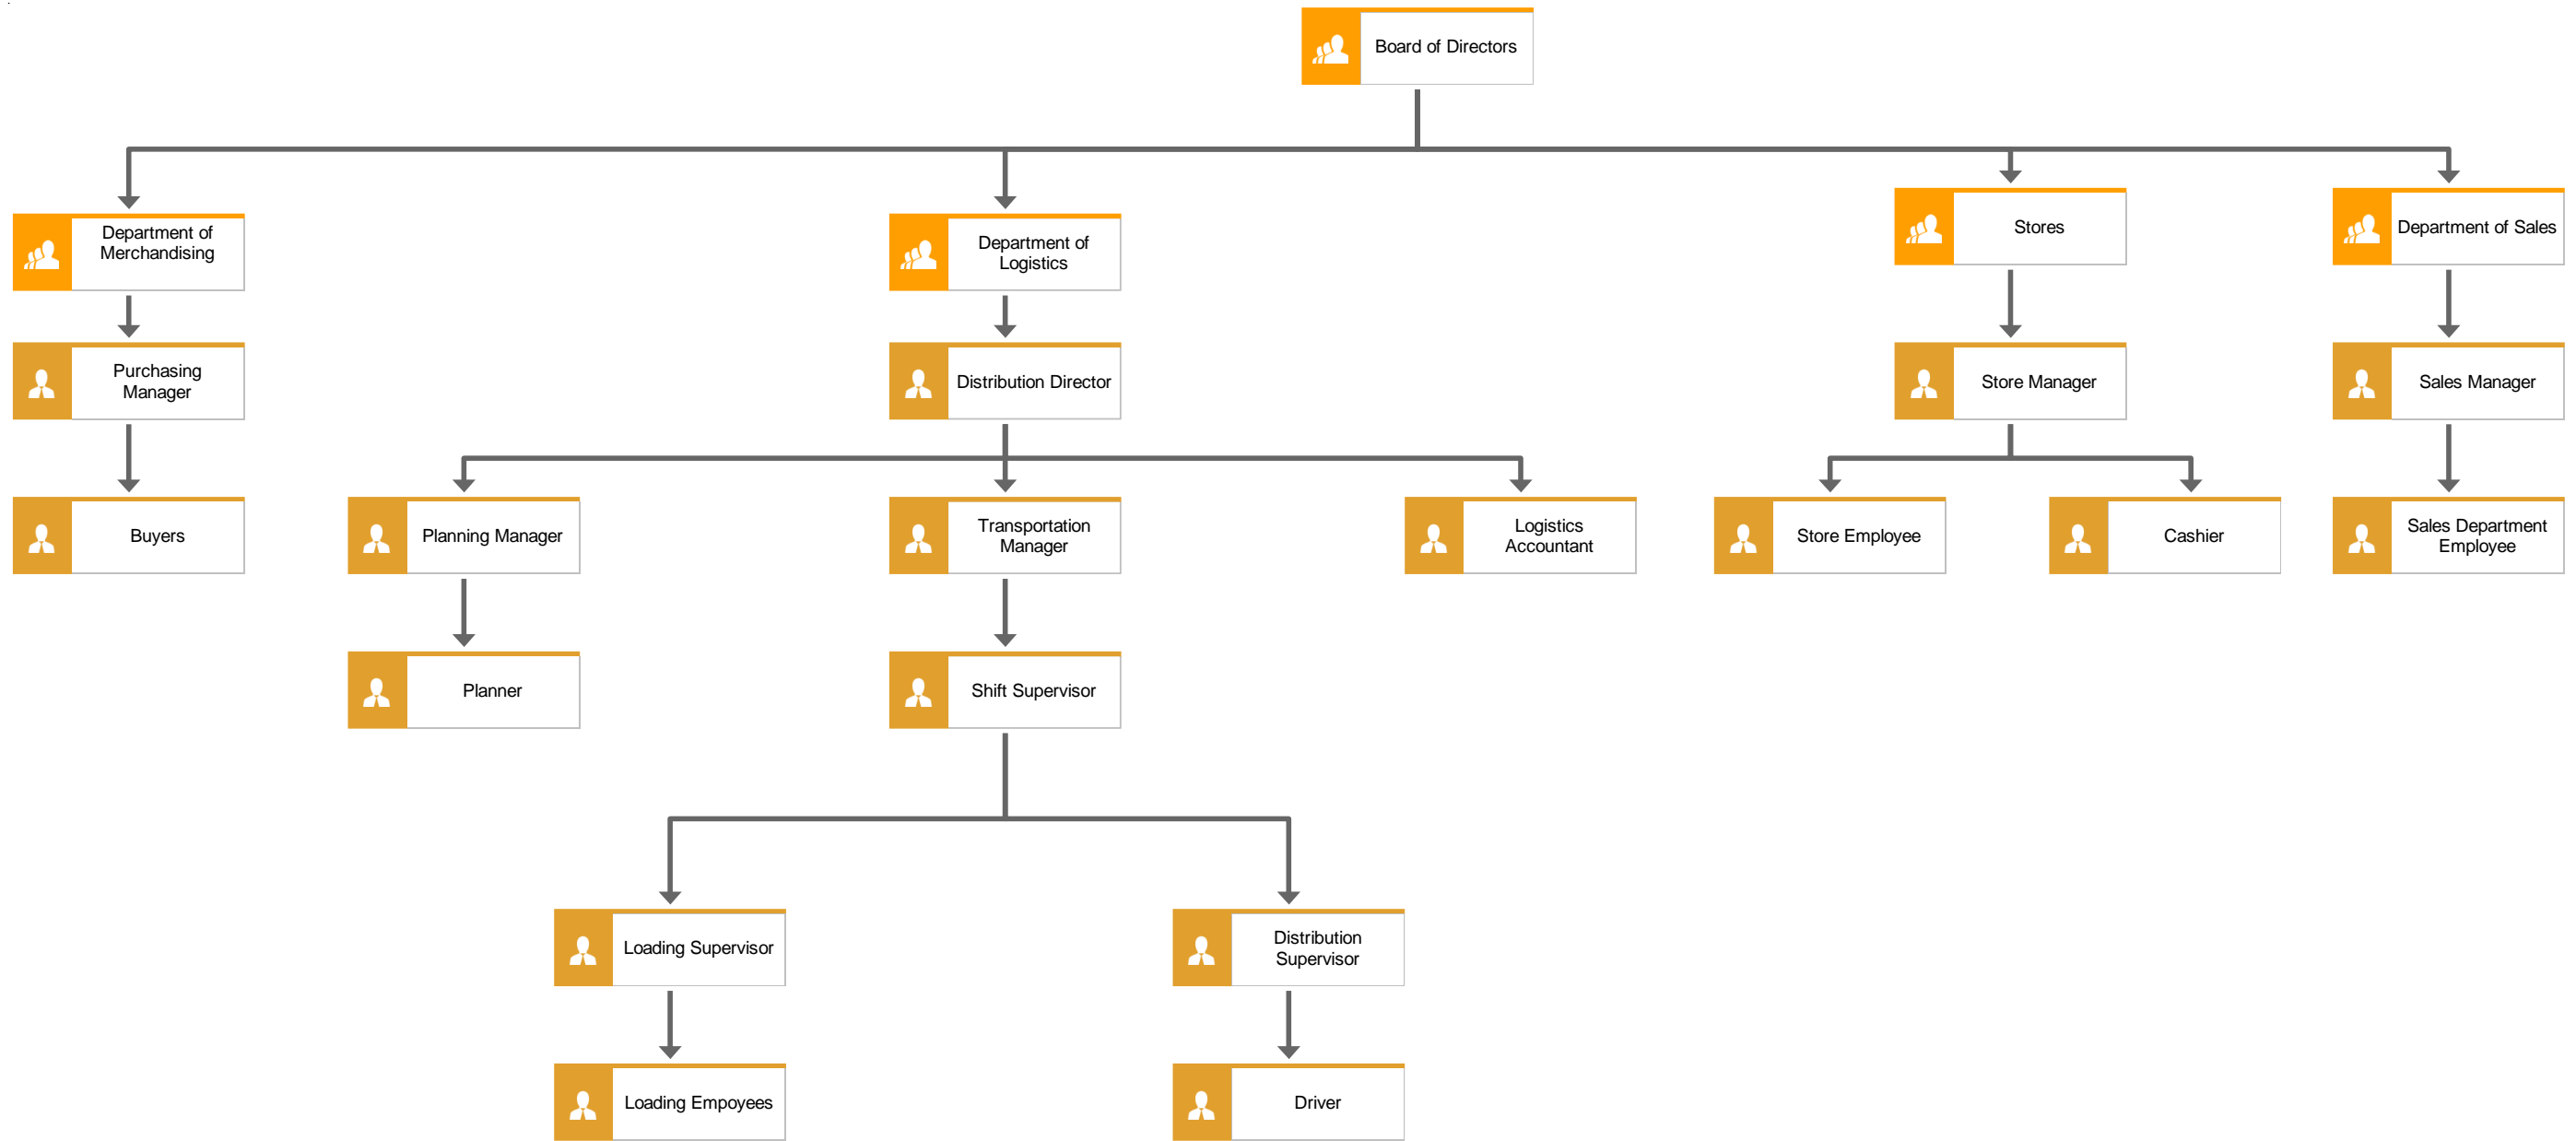 Board of Directors
Department of
Merchandising
Department of
Logistics
Stores
Department of Sales
Purchasing
Manager
Distribution Director
Store Manager
Sales Manager
Buyers
Planning Manager
Transportation
Manager
Logistics
Accountant
Store Employee
Cashier
Sales Department
Employee
Planner
Shift Supervisor
Loading Supervisor
Distribution
Supervisor
Loading Empoyees
Driver